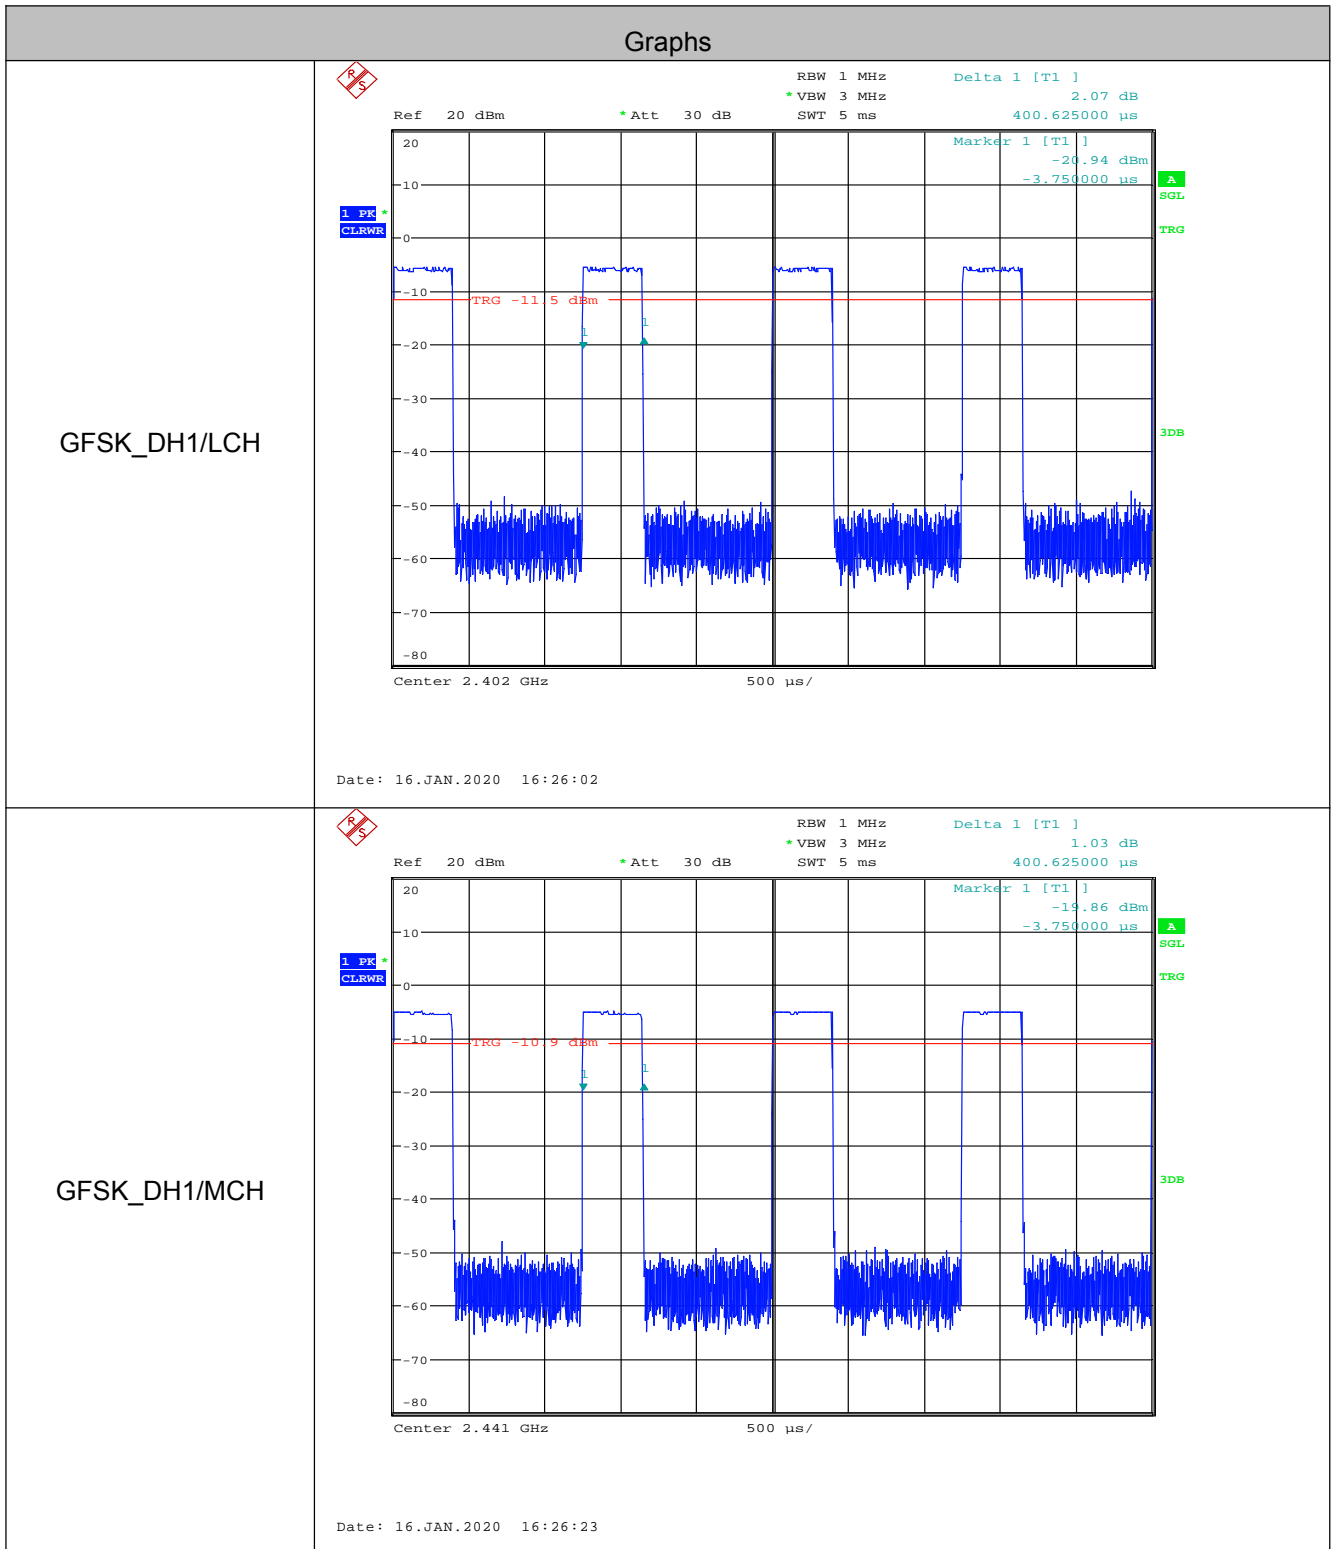 Graphs
GFSK_DH1/LCH
R S
RBW 1 MHz
Delta 1 [T1 ]
* VBW 3 MHz
2.07 dB
Ref 20 dBm
* Att 30 dB
SWT 5 ms
400.625000 µs
20
Marker 1 [T1 ]
-20.94 dBm
-3.750000 µs
A
SGL
10
1 PK *
CLRWR
TRG
0
-10
TRG -11.5 dBm
1
1
-20
-30
3DB
-40
-50
-60
-70
-80
Center 2.402 GHz
500 µs/
Date: 16.JAN.2020 16:26:02
GFSK_DH1/MCH
R S
RBW 1 MHz
Delta 1 [T1 ]
* VBW 3 MHz
1.03 dB
Ref 20 dBm
* Att 30 dB
SWT 5 ms
400.625000 µs
20
Marker 1 [T1 ]
-19.86 dBm
-3.750000 µs
A
SGL
10
1 PK *
CLRWR
TRG
0
-10
TRG -10.9 dBm
1
1
-20
-30
3DB
-40
-50
-60
-70
-80
Center 2.441 GHz
500 µs/
Date: 16.JAN.2020 16:26:23